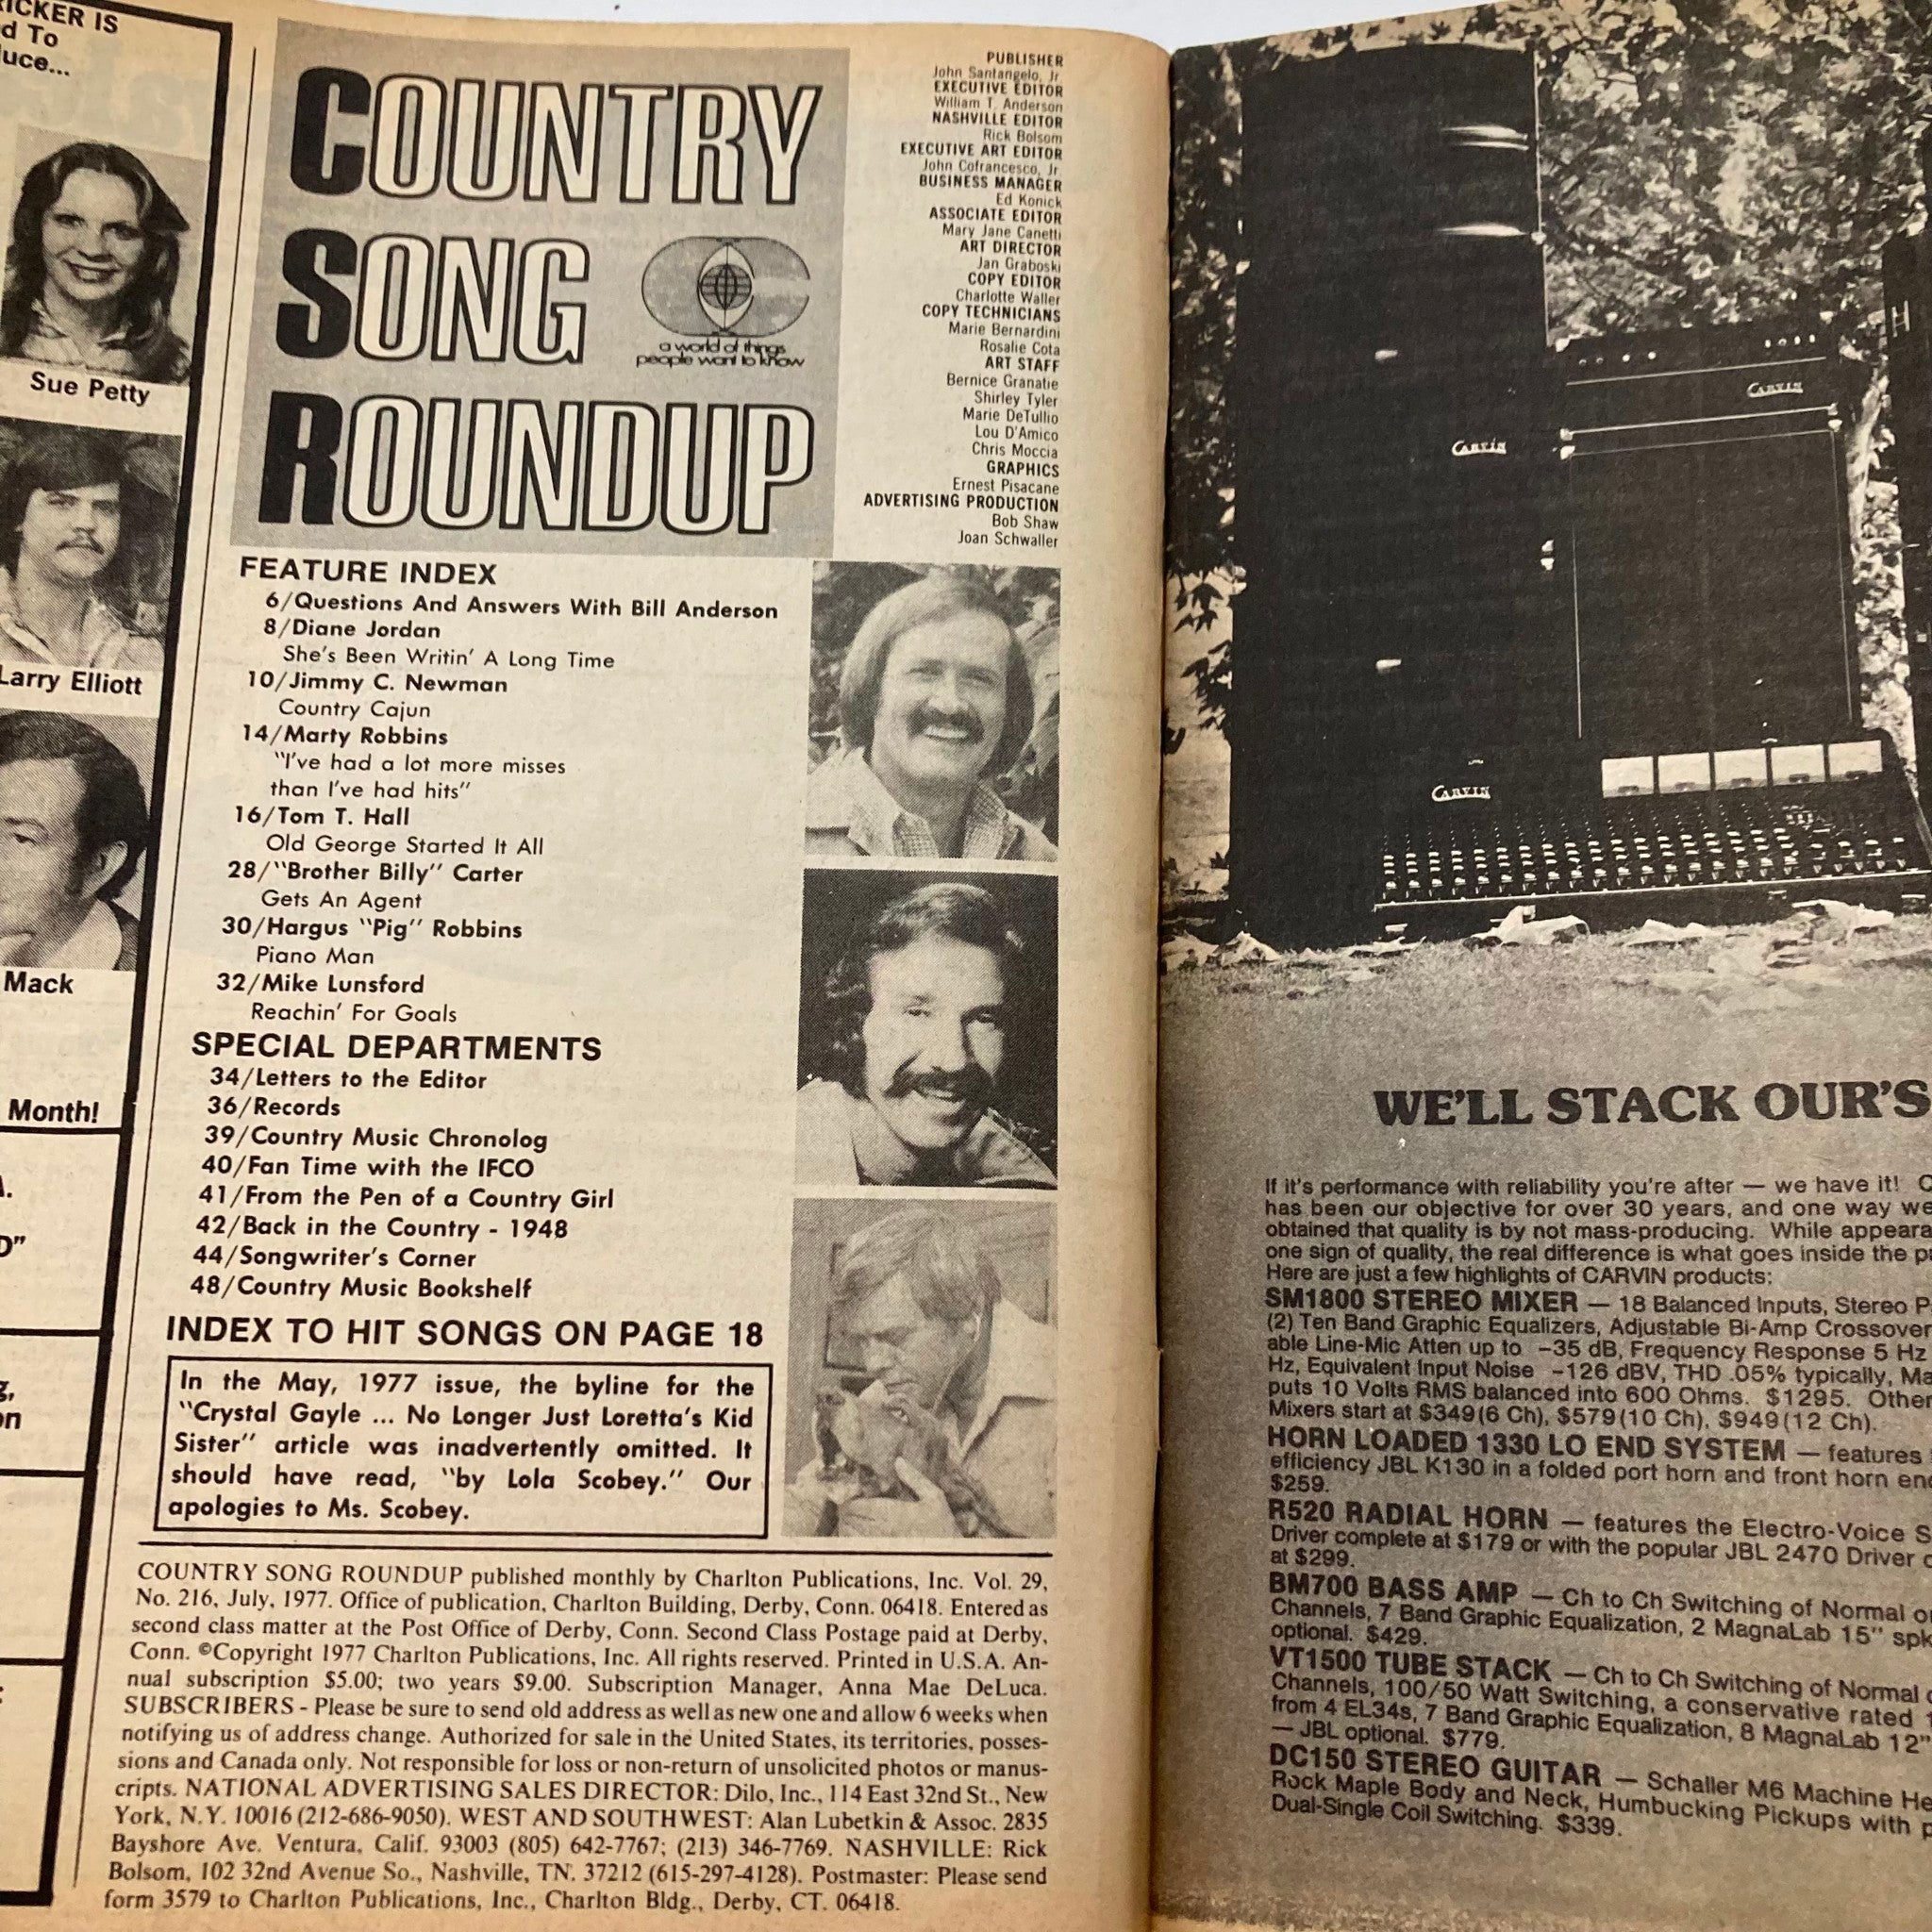 RICKER IS
d To
uce...
Sue Petty
Larry Elliott
Mack
Month!
COUNTRY
SONG
ROUNDUP
a world of things
people want to know
PUBLISHER
John Santangelo, Jr.
EXECUTIVE EDITOR
William T. Anderson
NASHVILLE EDITOR
Rick Bolsom
EXECUTIVE ART EDITOR
John Cofrancesco, Jr.
BUSINESS MANAGER
Ed Konick
ASSOCIATE EDITOR
Mary Jane Canetti
ART DIRECTOR
Jan Graboski
COPY EDITOR
Charlotte Waller
COPY TECHNICIANS
Marie Bernardini
Rosalie Cota
ART STAFF
Bernice Granatie
Shirley Tyler
Marie DeTullio
Lou D'Amico
Chris Moccia
GRAPHICS
Ernest Pisacane
ADVERTISING PRODUCTION
Bob Shaw
Joan Schwaller
FEATURE INDEX
6/Questions And Answers With Bill Anderson
8/Diane Jordan
She's Been Writin' A Long Time
10/Jimmy C. Newman
Country Cajun
14/Marty Robbins
"I've had a lot more misses
than I've had hits"
16/Tom T. Hall
Old George Started It All
28/"Brother Billy" Carter
Gets An Agent
30/Hargus "Pig" Robbins
Piano Man
32/Mike Lunsford
Reachin' For Goals
SPECIAL DEPARTMENTS
34/Letters to the Editor
36/Records
39/Country Music Chronolog
40/Fan Time with the IFCO
41/From the Pen of a Country Girl
42/Back in the Country - 1948
44/Songwriter's Corner
48/Country Music Bookshelf
INDEX TO HIT SONGS ON PAGE 18
In the May, 1977 issue, the byline for the
"Crystal Gayle ... No Longer Just Loretta's Kid
Sister" article was inadvertently omitted. It
should have read, "by Lola Scobey." Our
apologies to Ms. Scobey.
COUNTRY SONG ROUNDUP published monthly by Charlton Publications, Inc. Vol. 29,
No. 216, July, 1977. Office of publication, Charlton Building, Derby, Conn. 06418. Entered as
second class matter at the Post Office of Derby, Conn. Second Class Postage paid at Derby,
Conn. ©Copyright 1977 Charlton Publications, Inc. All rights reserved. Printed in U.S.A. An-
nual subscription $5.00; two years $9.00. Subscription Manager, Anna Mae DeLuca.
SUBSCRIBERS - Please be sure to send old address as well as new one and allow 6 weeks when
notifying us of address change. Authorized for sale in the United States, its territories, posses-
sions and Canada only. Not responsible for loss or non-return of unsolicited photos or manus-
cripts. NATIONAL ADVERTISING SALES DIRECTOR: Dilo, Inc., 114 East 32nd St., New
York, N.Y. 10016 (212-686-9050). WEST AND SOUTHWEST: Alan Lubetkin & Assoc. 2835
Bayshore Ave. Ventura, Calif. 93003 (805) 642-7767; (213) 346-7769. NASHVILLE: Rick
Bolsom, 102 32nd Avenue So., Nashville, TN. 37212 (615-297-4128). Postmaster: Please send
form 3579 to Charlton Publications, Inc., Charlton Bldg., Derby, CT. 06418.
CARVIN
CARVIN
CARVIN
WE'LL STACK OUR'S
If it's performance with reliability you're after — we have it! C
has been our objective for over 30 years, and one way we
obtained that quality is by not mass-producing. While appeara
one sign of quality, the real difference is what goes inside the p
Here are just a few highlights of CARVIN products:
SM1800 STEREO MIXER — 18 Balanced Inputs, Stereo P
(2) Ten Band Graphic Equalizers, Adjustable Bi-Amp Crossover
able Line-Mic Atten up to -35 dB, Frequency Response 5 Hz
Hz, Equivalent Input Noise -126 dBV, THD .05% typically, Ma
puts 10 Volts RMS balanced into 600 Ohms. $1295. Other
Mixers start at $349(6 Ch), $579(10 Ch), $949(12 Ch).
HORN LOADED 1330 LO END SYSTEM — features
efficiency JBL K130 in a folded port horn and front horn en
$259.
R520 RADIAL HORN — features the Electro-Voice S
Driver complete at $179 or with the popular JBL 2470 Driver
at $299.
BM700 BASS AMP — Ch to Ch Switching of Normal o
Channels, 7 Band Graphic Equalization, 2 MagnaLab 15" spk
optional. $429.
VT1500 TUBE STACK — Ch to Ch Switching of Normal
Channels, 100/50 Watt Switching, a conservative rated 1
from 4 EL34s, 7 Band Graphic Equalization, 8 MagnaLab 12"
— JBL optional. $779.
DC150 STEREO GUITAR — Schaller M6 Machine He
Rock Maple Body and Neck, Humbucking Pickups with p
Dual-Single Coil Switching. $339.